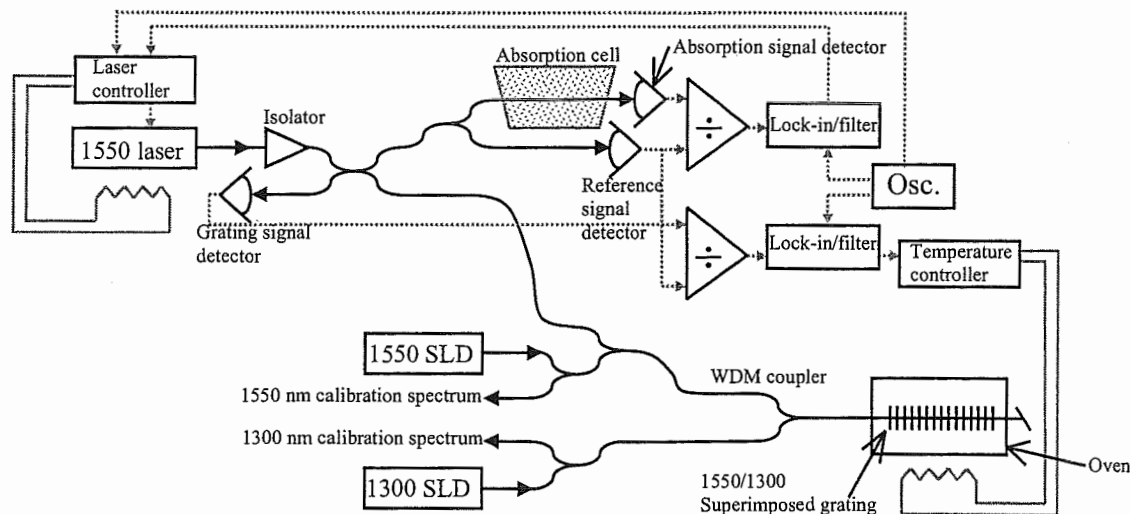 Absorption signal detector
Absorption cell
Laser
controller
Isolator
÷
Lock-in/filter
1550 laser
Osc.
Reference
signal
detector
Grating signal
detector
÷
Lock-in/filter
Temperature
controller
1550 SLD
WDM coupler
1550 nm calibration spectrum
1300 nm calibration spectrum
Oven
1300 SLD
1550/1300
Superimposed grating